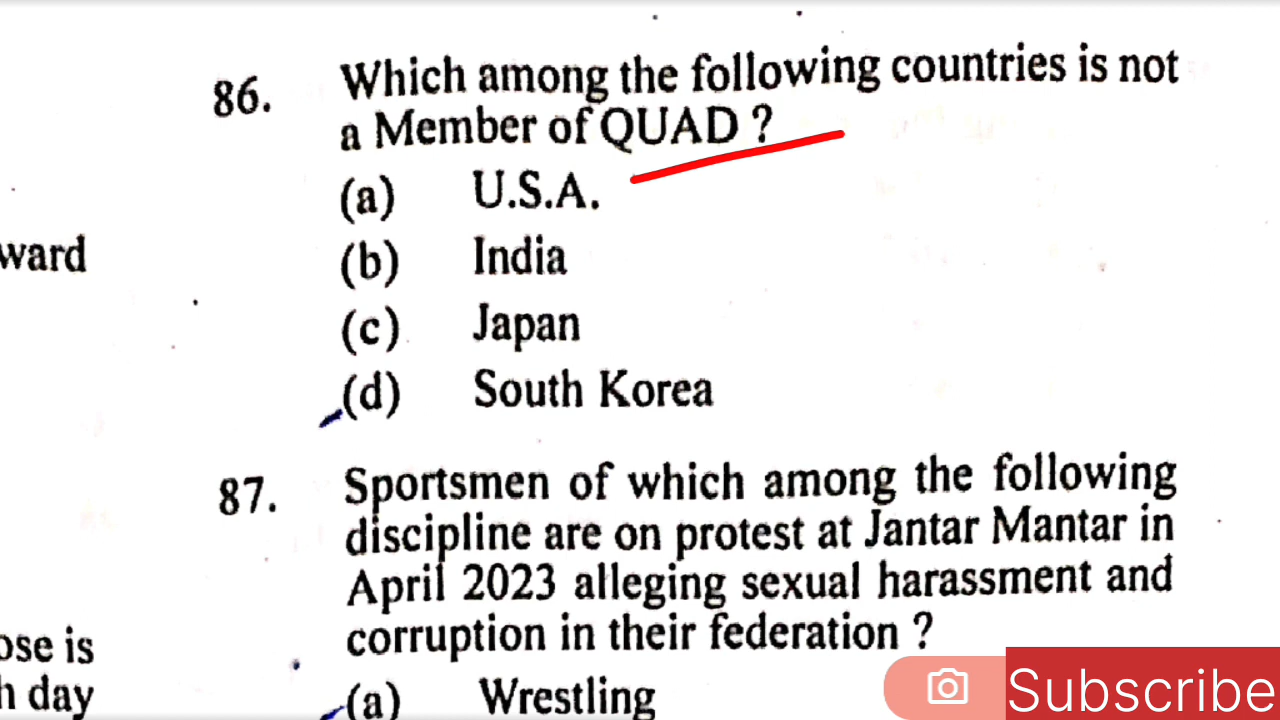 86. Which among the following countries is not
a Member of QUAD ?
(a) U.S.A.
(b) India
(c) Japan
(d) South Korea
ward
87. Sportsmen of which among the following
discipline are on protest at Jantar Mantar in
April 2023 alleging sexual harassment and
corruption in their federation ?
(a) Wrestling
ose is
h day
Subscribe